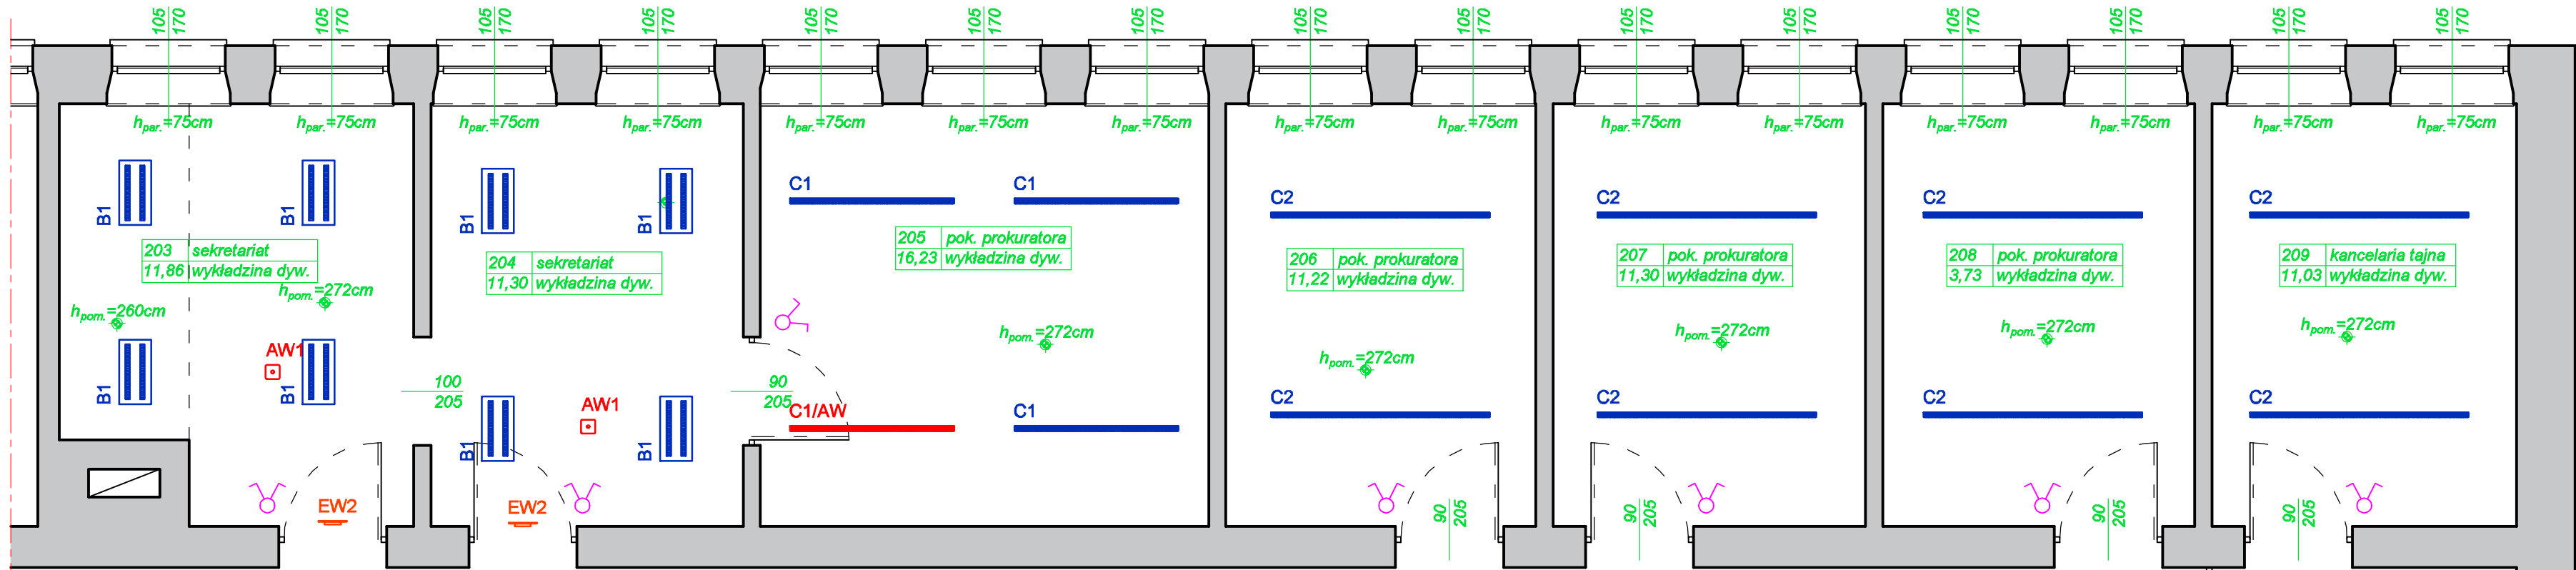 105 170 105 170 105 170 105 170 105 170 105 170 105 170 105 170 105 170 105 170 105 170 105 170 105 170 105 170 105 170
hpar.=75cm hpar.=75cm hpar.=75cm hpar.=75cm hpar.=75cm hpar.=75cm hpar.=75cm hpar.=75cm hpar.=75cm hpar.=75cm hpar.=75cm hpar.=75cm hpar.=75cm hpar.=75cm hpar.=75cm
B1 B1 B1 B1 C1 C1 C2 C2 C2 C2
203 sekretariat
11,86 wykładzina dyw.
204 sekretariat
11,30 wykładzina dyw.
205 pok. prokuratora
16,23 wykładzina dyw.
206 pok. prokuratora
11,22 wykładzina dyw.
207 pok. prokuratora
11,30 wykładzina dyw.
208 pok. prokuratora
3,73 wykładzina dyw.
209 kancelaria tajna
11,03 wykładzina dyw.
hpom.=260cm hpom.=272cm hpom.=272cm hpom.=272cm hpom.=272cm hpom.=272cm hpom.=272cm
AW1
B1 B1
100
205
B1 B1
AW1
90
205
C1/AW C1 C2 C2 C2 C2
EW2 EW2
90 205 90 205 90 205 90 205